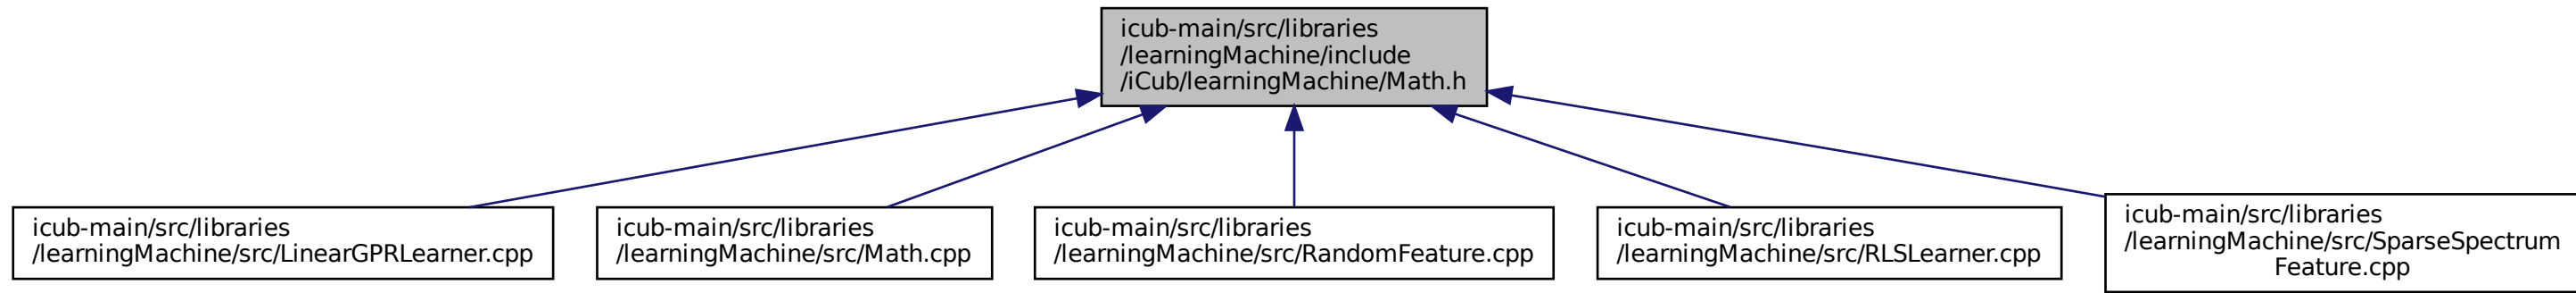 icub-main/src/libraries
/learningMachine/include
/iCub/learningMachine/Math.h
icub-main/src/libraries
/learningMachine/src/LinearGPRLearner.cpp
icub-main/src/libraries
/learningMachine/src/Math.cpp
icub-main/src/libraries
/learningMachine/src/RandomFeature.cpp
icub-main/src/libraries
/learningMachine/src/RLSLearner.cpp
icub-main/src/libraries
/learningMachine/src/SparseSpectrum
Feature.cpp